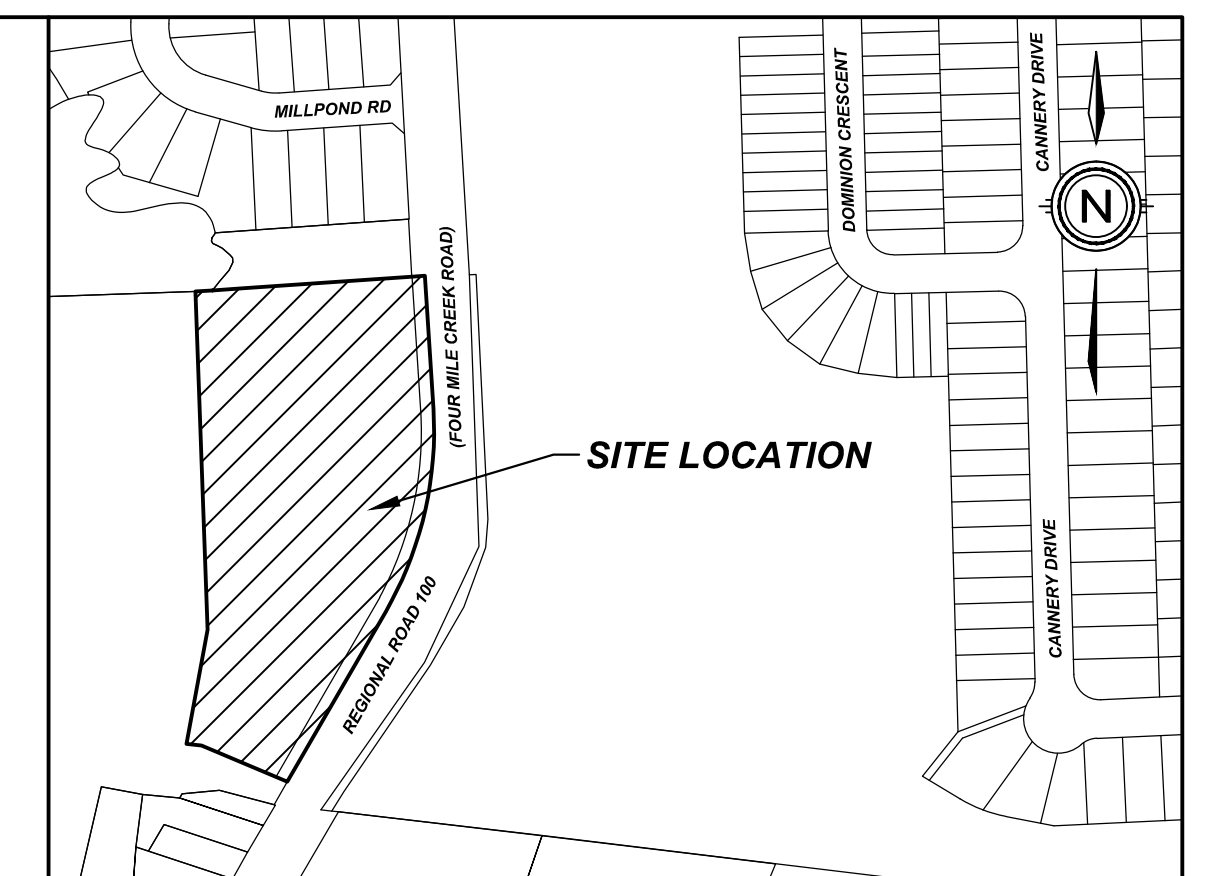 MILLPOND RD
DOMINION CRESCENT
CANNERY DRIVE
N
(FOUR MILE CREEK ROAD)
SITE LOCATION
REGIONAL ROAD 100
CANNERY DRIVE